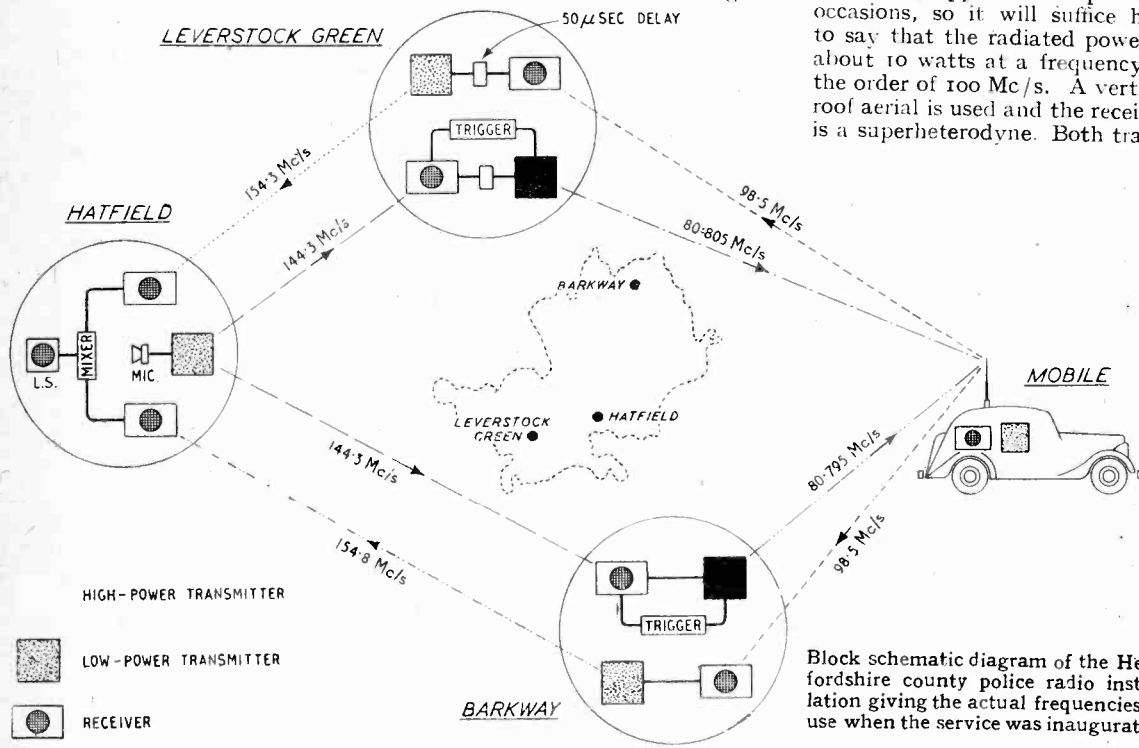 occasions, so it will suffice
to say that the radiated
about 10 watts at a frequency
the order of 100 Mc/s. A
roof aerial is used and the
is a superheterodyne. Both
50µSEC DELAY
LEVERSTOCK GREEN
TRIGGER
154·3 Mc/s
144·3 Mc/s
98·5 Mc/s
80·805 Mc/s
HATFIELD
L.S.
MIXER
MIC.
BARKWAY
HATFIELD
LEVERSTOCK
GREEN
MOBILE
144·3 Mc/s
154·8 Mc/s
80·795 Mc/s
98·5 Mc/s
TRIGGER
BARKWAY
HIGH-POWER TRANSMITTER
LOW-POWER TRANSMITTER
RECEIVER
Block schematic diagram of the He
fordshire county police radio inst
lation giving the actual frequencies
use when the service was inaugurat